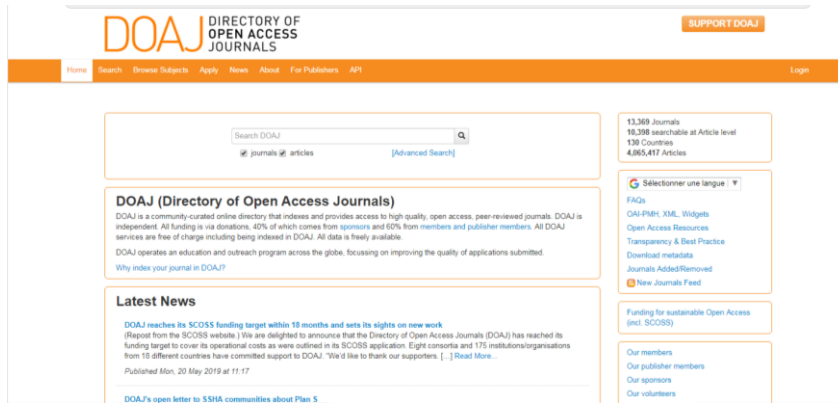 DOAJ DIRECTORY OF
OPEN ACCESS
JOURNALS
SUPPORT DOAJ
Home Search Browse Subjects Apply News About For Publishers API Login
Search DOAJ
journals articles [Advanced Search]
13,369 Journals
10,398 searchable at Article level
130 Countries
4,065,417 Articles
DOAJ (Directory of Open Access Journals)
DOAJ is a community-curated online directory that indexes and provides access to high quality, open access, peer-reviewed journals. DOAJ is
independent. All funding is via donations, 40% of which comes from sponsors and 60% from members and publisher members. All DOAJ
services are free of charge including being indexed in DOAJ. All data is freely available.
DOAJ operates an education and outreach program across the globe, focussing on improving the quality of applications submitted.
Why index your journal in DOAJ?
Sélectionner une langue
FAQs
OAI-PMH, XML, Widgets
Open Access Resources
Transparency & Best Practice
Download metadata
Journals Added/Removed
New Journals Feed
Latest News
DOAJ reaches its SCOSS funding target within 18 months and sets its sights on new work
(Repost from the SCOSS website.) We are delighted to announce that the Directory of Open Access Journals (DOAJ) has reached its
funding target to cover its operational costs as were outlined in its SCOSS application. Eight consortia and 175 institutions/organisations
from 18 different countries have committed support to DOAJ. "We'd like to thank our supporters. [...] Read More...
Published Mon, 20 May 2019 at 11:17
DOAJ's open letter to SSHA communities about Plan S
Funding for sustainable Open Access
(incl. SCOSS)
Our members
Our publisher members
Our sponsors
Our volunteers